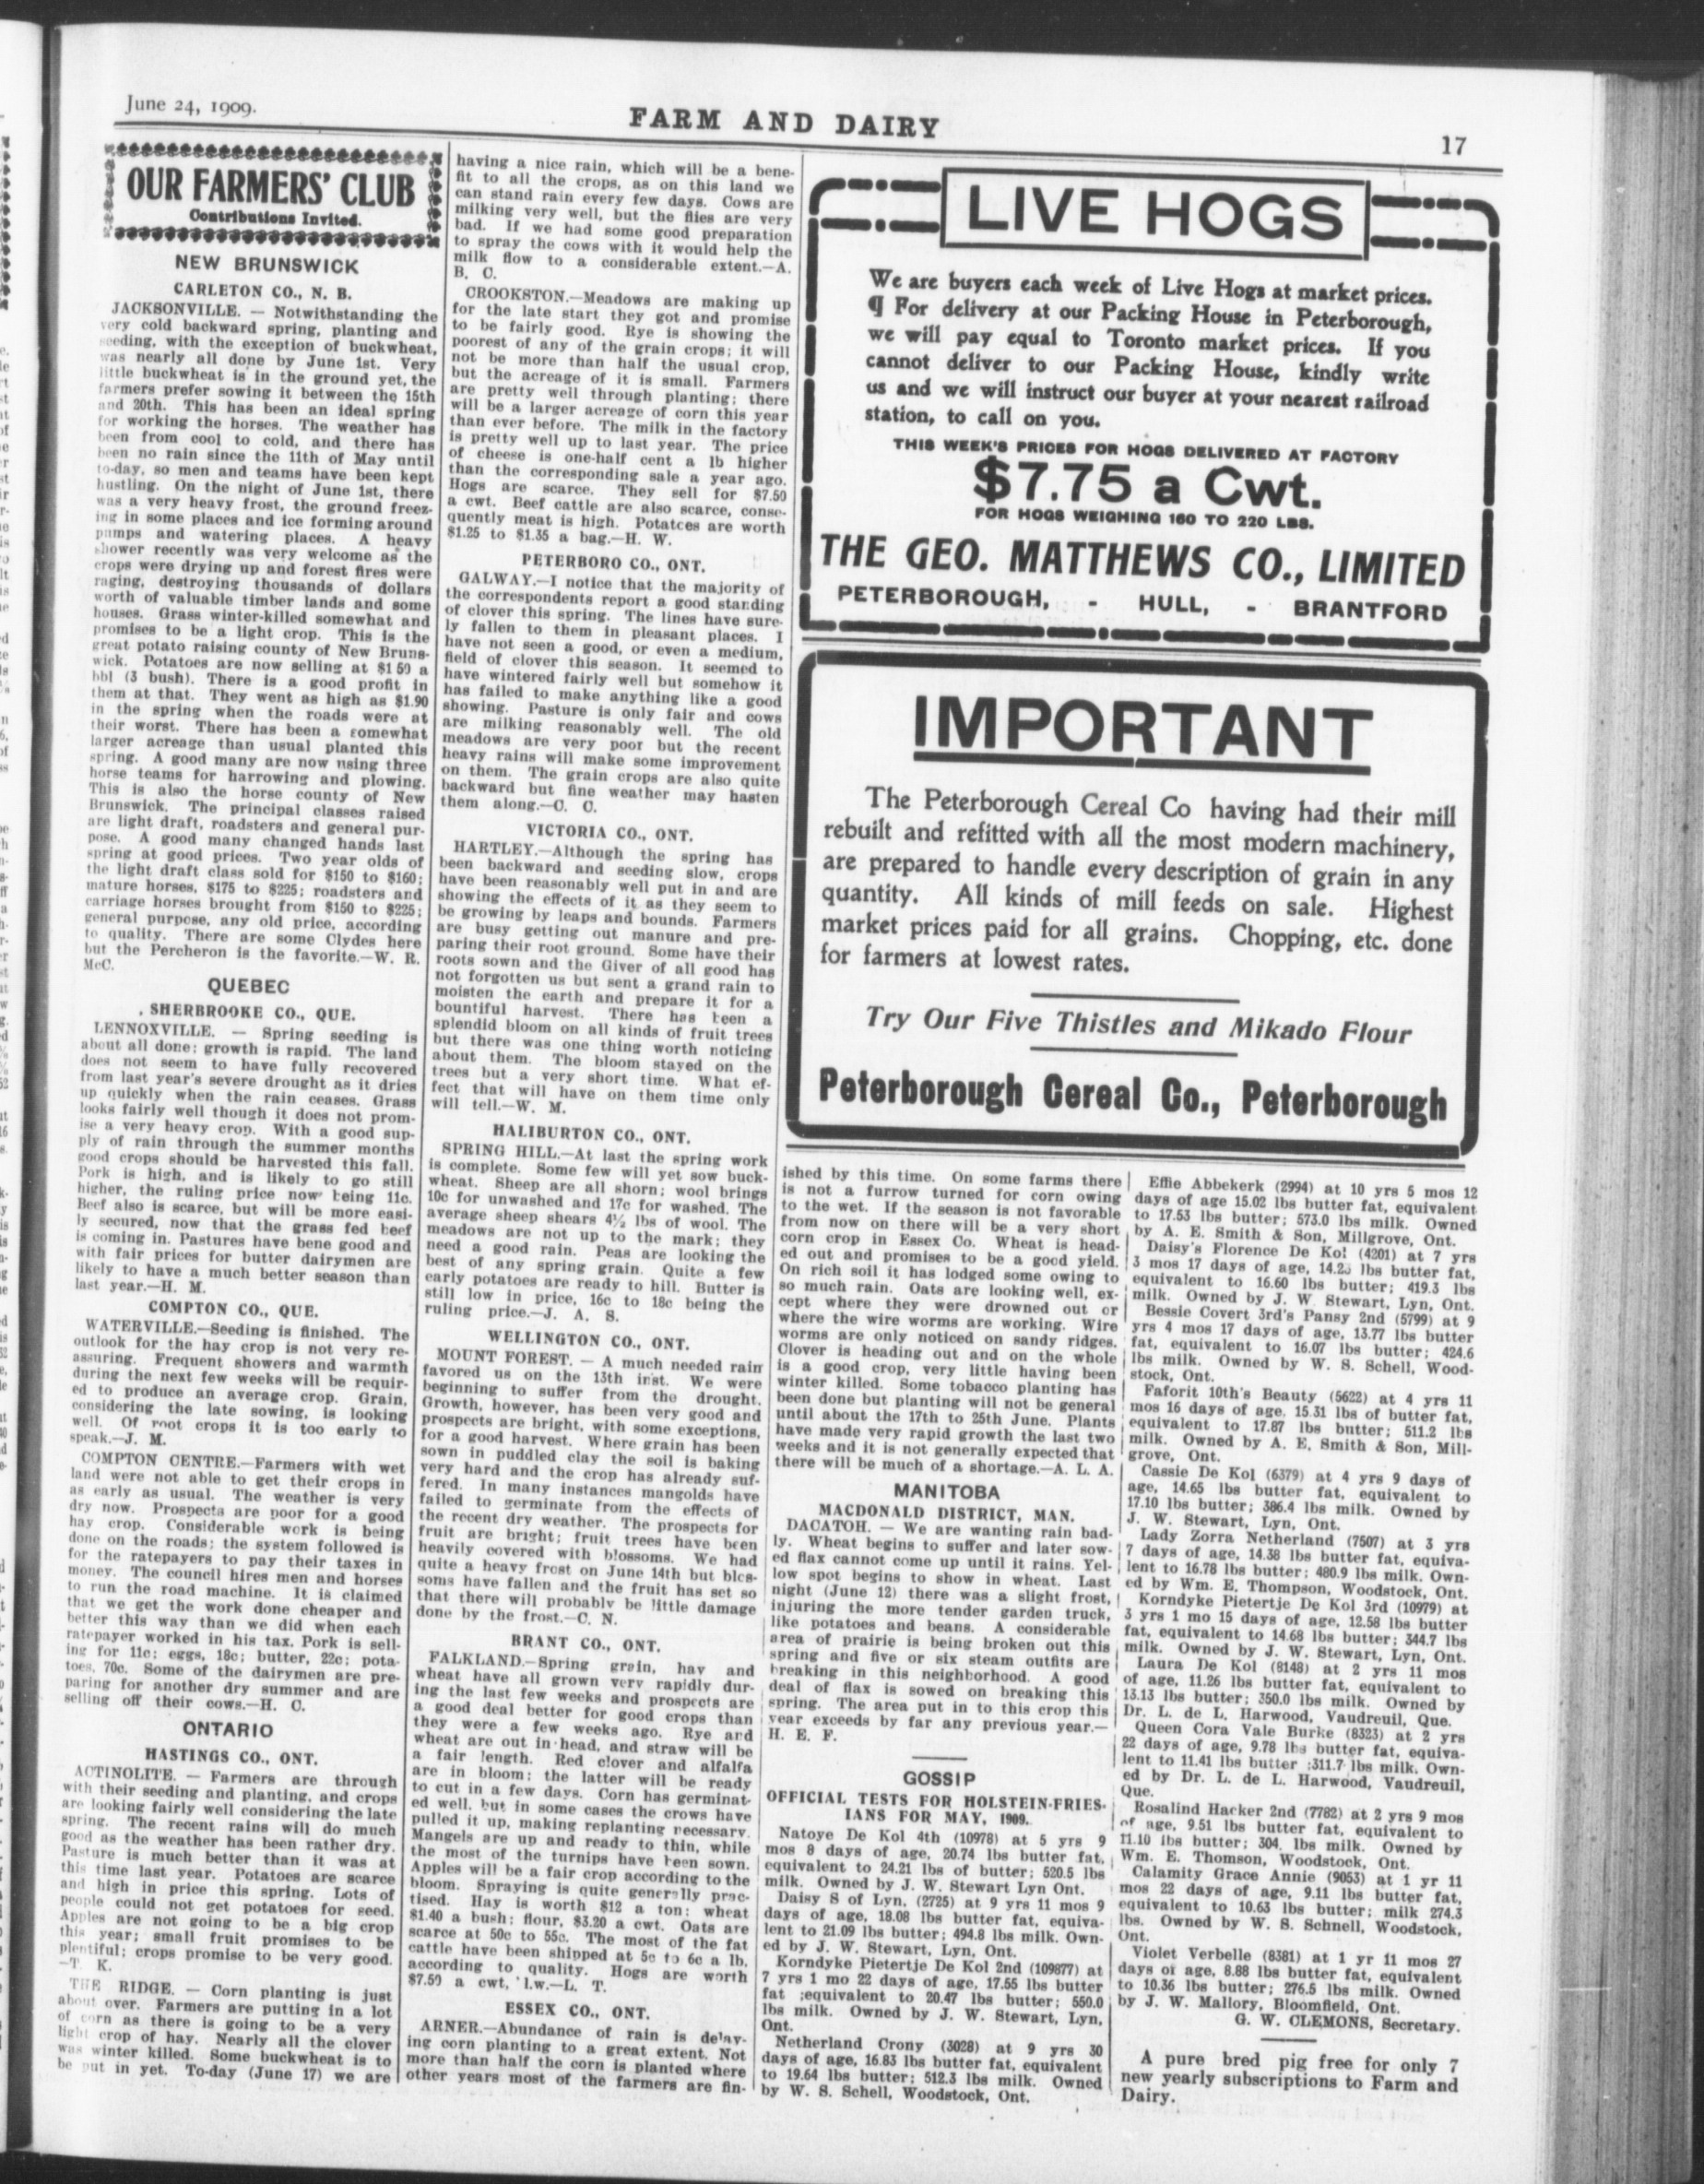 June 24, 1909.
FARM AND DAIRY
17
OUR FARMERS' CLUB
Contributions Invited.
NEW BRUNSWICK
CARLETON CO., N. B.
JACKSONVILLE. — Notwithstanding the
very cold backward spring, planting and
seeding, with the exception of buckwheat,
was nearly all done by June 1st. Very
little buckwheat is in the ground yet, the
farmers prefer sowing it between the 15th
and 20th. This has been an ideal spring
for working the horses. The weather has
been from cool to cold, and there has
been no rain since the 11th of May until
to-day, so men and teams have been kept
hustling. On the night of June 1st, there
was a very heavy frost, the ground freez-
ing in some places and ice forming around
pumps and watering places. A heavy
shower recently was very welcome as the
crops were drying up and forest fires were
raging, destroying thousands of dollars
worth of valuable timber lands and some
houses. Grass winter-killed somewhat and
promises to be a light crop. This is the
great potato raising county of New Bruns-
wick. Potatoes are now selling at $1 50 a
bbl (3 bush). There is a good profit in
them at that. They went as high as $1.90
in the spring when the roads were at
their worst. There has been a somewhat
larger acreage than usual planted this
spring. A good many are now using three
horse teams for harrowing and plowing.
This is also the horse county of New
Brunswick. The principal classes raised
are light draft, roadsters and general pur-
pose. A good many changed hands last
spring at good prices. Two year olds of
the light draft class sold for $150 to $160;
mature horses, $175 to $225; roadsters and
carriage horses brought from $150 to $225;
general purpose, any old price, according
to quality. There are some Clydes here
but the Percheron is the favorite.—W. R.
McC.
QUEBEC
SHERBROOKE CO., QUE.
LENNOXVILLE. — Spring seeding is
about all done; growth is rapid. The land
does not seem to have fully recovered
from last year's severe drought as it dries
up quickly when the rain ceases. Grass
looks fairly well though it does not prom-
ise a very heavy crop. With a good sup-
ply of rain through the summer months
good crops should be harvested this fall.
Pork is high, and is likely to go still
higher, the ruling price now being 11c.
Beef also is scarce, but will be more easi-
ly secured, now that the grass fed beef
is coming in. Pastures have bene good and
with fair prices for butter dairymen are
likely to have a much better season than
last year.—H. M.
COMPTON CO., QUE.
WATERVILLE.—Seeding is finished. The
outlook for the hay crop is not very re-
assuring. Frequent showers and warmth
during the next few weeks will be requir-
ed to produce an average crop. Grain,
considering the late sowing, is looking
well. Of root crops it is too early to
speak.—J. M.
COMPTON CENTRE.—Farmers with wet
land were not able to get their crops in
as early as usual. The weather is very
dry now. Prospects are poor for a good
hay crop. Considerable work is being
done on the roads; the system followed is
for the ratepayers to pay their taxes in
money. The council hires men and horses
to run the road machine. It is claimed
that we get the work done cheaper and
better this way than we did when each
ratepayer worked in his tax. Pork is sell-
ing for 11c; eggs, 18c; butter, 22c; pota-
toes, 70c. Some of the dairymen are pre-
paring for another dry summer and are
selling off their cows.—H. C.
ONTARIO
HASTINGS CO., ONT.
ACTINOLITE. — Farmers are through
with their seeding and planting, and crops
are looking fairly well considering the late
spring. The recent rains will do much
good as the weather has been rather dry.
Pasture is much better than it was at
this time last year. Potatoes are scarce
and high in price this spring. Lots of
people could not get potatoes for seed.
Apples are not going to be a big crop
this year; small fruit promises to be
plentiful; crops promise to be very good.
—T. K.
THE RIDGE. — Corn planting is just
about over. Farmers are putting in a lot
of corn as there is going to be a very
light crop of hay. Nearly all the clover
was winter killed. Some buckwheat is to
be put in yet. To-day (June 17) we are
having a nice rain, which will be a bene-
fit to all the crops, as on this land we
can stand rain every few days. Cows are
milking very well, but the flies are very
bad. If we had some good preparation
to spray the cows with it would help the
milk flow to a considerable extent.—A.
B. C.
CROOKSTON.—Meadows are making up
for the late start they got and promise
to be fairly good. Rye is showing the
poorest of any of the grain crops; it will
not be more than half the usual crop,
but the acreage of it is small. Farmers
are pretty well through planting; there
will be a larger acreage of corn this year
than ever before. The milk in the factory
is pretty well up to last year. The price
of cheese is one-half cent a lb higher
than the corresponding sale a year ago.
Hogs are scarce. They sell for $7.50
a cwt. Beef cattle are also scarce, conse-
quently meat is high. Potatoes are worth
$1.25 to $1.35 a bag.—H. W.
PETERBORO CO., ONT.
GALWAY.—I notice that the majority of
the correspondents report a good standing
of clover this spring. The lines have sure-
ly fallen to them in pleasant places. I
have not seen a good, or even a medium,
field of clover this season. It seemed to
have wintered fairly well but somehow it
has failed to make anything like a good
showing. Pasture is only fair and cows
are milking reasonably well. The old
meadows are very poor but the recent
heavy rains will make some improvement
on them. The grain crops are also quite
backward but fine weather may hasten
them along.—C. C.
VICTORIA CO., ONT.
HARTLEY.—Although the spring has
been backward and seeding slow, crops
have been reasonably well put in and are
showing the effects of it as they seem to
be growing by leaps and bounds. Farmers
are busy getting out manure and pre-
paring their root ground. Some have their
roots sown and the Giver of all good has
not forgotten us but sent a grand rain to
moisten the earth and prepare it for a
bountiful harvest. There has been a
splendid bloom on all kinds of fruit trees
but there was one thing worth noticing
about them. The bloom stayed on the
trees but a very short time. What ef-
fect that will have on them time only
will tell.—W. M.
HALIBURTON CO., ONT.
SPRING HILL.—At last the spring work
is complete. Some few will yet sow buck-
wheat. Sheep are all shorn; wool brings
10c for unwashed and 17c for washed. The
average sheep shears 4½ lbs of wool. The
meadows are not up to the mark; they
need a good rain. Peas are looking the
best of any spring grain. Quite a few
early potatoes are ready to hill. Butter is
still low in price, 16c to 18c being the
ruling price.—J. A. S.
WELLINGTON CO., ONT.
MOUNT FOREST. — A much needed rain
favored us on the 13th inst. We were
beginning to suffer from the drought.
Growth, however, has been very good and
prospects are bright, with some exceptions,
for a good harvest. Where grain has been
sown in puddled clay the soil is baking
very hard and the crop has already suf-
fered. In many instances mangolds have
failed to germinate from the effects of
the recent dry weather. The prospects for
fruit are bright; fruit trees have been
heavily covered with blossoms. We had
quite a heavy frost on June 14th but blos-
soms have fallen and the fruit has set so
that there will probably be little damage
done by the frost.—C. N.
BRANT CO., ONT.
FALKLAND.—Spring grain, hay and
wheat have all grown very rapidly dur-
ing the last few weeks and prospects are
a good deal better for good crops than
they were a few weeks ago. Rye and
wheat are out in head, and straw will be
a fair length. Red clover and alfalfa
are in bloom; the latter will be ready
to cut in a few days. Corn has germinat-
ed well, but in some cases the crows have
pulled it up, making replanting necessary.
Mangels are up and ready to thin, while
the most of the turnips have been sown.
Apples will be a fair crop according to the
bloom. Spraying is quite generally prac-
tised. Hay is worth $12 a ton; wheat
$1.40 a bush; flour, $3.20 a cwt. Oats are
scarce at 50c to 55c. The most of the fat
cattle have been shipped at 5c to 6c a lb,
according to quality. Hogs are worth
$7.50 a cwt, l.w.—L. T.
ESSEX CO., ONT.
ARNER.—Abundance of rain is delay-
ing corn planting to a great extent. Not
more than half the corn is planted where
other years most of the farmers are fin-
LIVE HOGS
We are buyers each week of Live Hogs at market prices.
¶ For delivery at our Packing House in Peterborough,
we will pay equal to Toronto market prices. If you
cannot deliver to our Packing House, kindly write
us and we will instruct our buyer at your nearest railroad
station, to call on you.
THIS WEEK'S PRICES FOR HOGS DELIVERED AT FACTORY
$7.75 a Cwt.
FOR HOGS WEIGHING 160 TO 220 LBS.
THE GEO. MATTHEWS CO., LIMITED
PETERBOROUGH, - HULL, - BRANTFORD
IMPORTANT
The Peterborough Cereal Co having had their mill
rebuilt and refitted with all the most modern machinery,
are prepared to handle every description of grain in any
quantity. All kinds of mill feeds on sale. Highest
market prices paid for all grains. Chopping, etc. done
for farmers at lowest rates.
Try Our Five Thistles and Mikado Flour
Peterborough Cereal Co., Peterborough
ished by this time. On some farms there
is not a furrow turned for corn owing
to the wet. If the season is not favorable
from now on there will be a very short
corn crop in Essex Co. Wheat is head-
ed out and promises to be a good yield.
On rich soil it has lodged some owing to
so much rain. Oats are looking well, ex-
cept where they were drowned out or
where the wire worms are working. Wire
worms are only noticed on sandy ridges.
Clover is heading out and on the whole
is a good crop, very little having been
winter killed. Some tobacco planting has
been done but planting will not be general
until about the 17th to 25th June. Plants
have made very rapid growth the last two
weeks and it is not generally expected that
there will be much of a shortage.—A. L. A.
MANITOBA
MACDONALD DISTRICT, MAN.
DACATOH. — We are wanting rain bad-
ly. Wheat begins to suffer and later sow-
ed flax cannot come up until it rains. Yel-
low spot begins to show in wheat. Last
night (June 12) there was a slight frost,
injuring the more tender garden truck,
like potatoes and beans. A considerable
area of prairie is being broken out this
spring and five or six steam outfits are
breaking in this neighborhood. A good
deal of flax is sowed on breaking this
spring. The area put in to this crop this
year exceeds by far any previous year.—
H. E. F.
GOSSIP
OFFICIAL TESTS FOR HOLSTEIN-FRIES-
IANS FOR MAY, 1909.
Natoye De Kol 4th (10978) at 5 yrs 9
mos 8 days of age, 20.74 lbs butter fat,
equivalent to 24.21 lbs of butter; 520.5 lbs
milk. Owned by J. W. Stewart Lyn Ont.
Daisy S of Lyn, (2725) at 9 yrs 11 mos 9
days of age, 18.08 lbs butter fat, equiva-
lent to 21.09 lbs butter; 494.8 lbs milk. Own-
ed by J. W. Stewart, Lyn, Ont.
Korndyke Pietertje De Kol 2nd (109877) at
7 yrs 1 mo 22 days of age, 17.55 lbs butter
fat ;equivalent to 20.47 lbs butter; 550.0
lbs milk. Owned by J. W. Stewart, Lyn,
Ont.
Netherland Crony (3028) at 9 yrs 30
days of age, 16.83 lbs butter fat, equivalent
to 19.64 lbs butter; 512.3 lbs milk. Owned
by W. S. Schell, Woodstock, Ont.
Effie Abbekerk (2994) at 10 yrs 5 mos 12
days of age 15.02 lbs butter fat, equivalent
to 17.53 lbs butter; 573.0 lbs milk. Owned
by A. E. Smith & Son, Millgrove, Ont.
Daisy's Florence De Kol (4201) at 7 yrs
3 mos 17 days of age, lbs butter fat,
equivalent to 16.60 lbs butter; 419.3 lbs
milk. Owned by J. W Stewart, Lyn, Ont.
Bessie Covert 3rd's Pansy 2nd (5799) at 9
yrs 4 mos 17 days of age, 13.77 lbs butter
fat, equivalent to 16.07 lbs butter; 424.6
lbs milk. Owned by W. S. Schell, Wood-
stock, Ont.
Faforit 10th's Beauty (5622) at 4 yrs 11
mos 16 days of age, 15.31 lbs of butter fat,
equivalent to 17.87 lbs butter; 511.2 lbs
milk. Owned by A. E. Smith & Son, Mill-
grove, Ont.
Cassie De Kol (6379) at 4 yrs 9 days of
age, 14.65 lbs butter fat, equivalent to
17.10 lbs butter; 386.4 lbs milk. Owned by
J. W. Stewart, Lyn, Ont.
Lady Zorra Netherland (7507) at 3 yrs
7 days of age, 14.38 lbs butter fat, equiva-
lent to 16.78 lbs butter; 480.9 lbs milk. Own-
ed by Wm. E. Thompson, Woodstock, Ont.
Korndyke Pietertje De Kol 3rd (10979) at
3 yrs 1 mo 15 days of age, 12.58 lbs butter
fat, equivalent to 14.68 lbs butter; 344.7 lbs
milk. Owned by J. W. Stewart, Lyn, Ont.
Laura De Kol (8148) at 2 yrs 11 mos
of age, 11.26 lbs butter fat, equivalent to
13.13 lbs butter; 350.0 lbs milk. Owned by
Dr. L. de L. Harwood, Vaudreuil, Que.
Queen Cora Vale Burke (8323) at 2 yrs
22 days of age, 9.78 lbs butter fat, equiva-
lent to 11.41 lbs butter ;311.7 lbs milk. Own-
ed by Dr. L. de L. Harwood, Vaudreuil,
Que.
Rosalind Hacker 2nd (7782) at 2 yrs 9 mos
of age, 9.51 lbs butter fat, equivalent to
11.10 lbs butter; 304. lbs milk. Owned by
Wm. E. Thomson, Woodstock, Ont.
Calamity Grace Annie (9053) at 1 yr 11
mos 22 days of age, 9.11 lbs butter fat,
equivalent to 10.63 lbs butter; milk 274.3
lbs. Owned by W. S. Schnell, Woodstock,
Ont.
Violet Verbelle (8381) at 1 yr 11 mos 27
days of age, 8.88 lbs butter fat, equivalent
to 10.36 lbs butter; 276.5 lbs milk. Owned
by J. W. Mallory, Bloomfield, Ont.
G. W. CLEMONS, Secretary.
A pure bred pig free for only 7
new yearly subscriptions to Farm and
Dairy.